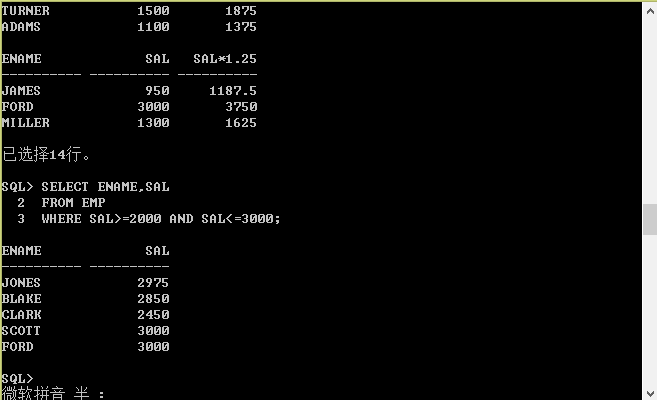 TURNER 1500 1875
ADAMS 1100 1375
ENAME SAL SAL*1.25
---------- ---------- ----------
JAMES 950 1187.5
FORD 3000 3750
MILLER 1300 1625
已选择14行。
SQL> SELECT ENAME,SAL
2 FROM EMP
3 WHERE SAL>=2000 AND SAL<=3000;
ENAME SAL
---------- ----------
JONES 2975
BLAKE 2850
CLARK 2450
SCOTT 3000
FORD 3000
SQL>
微软拼音 半 :